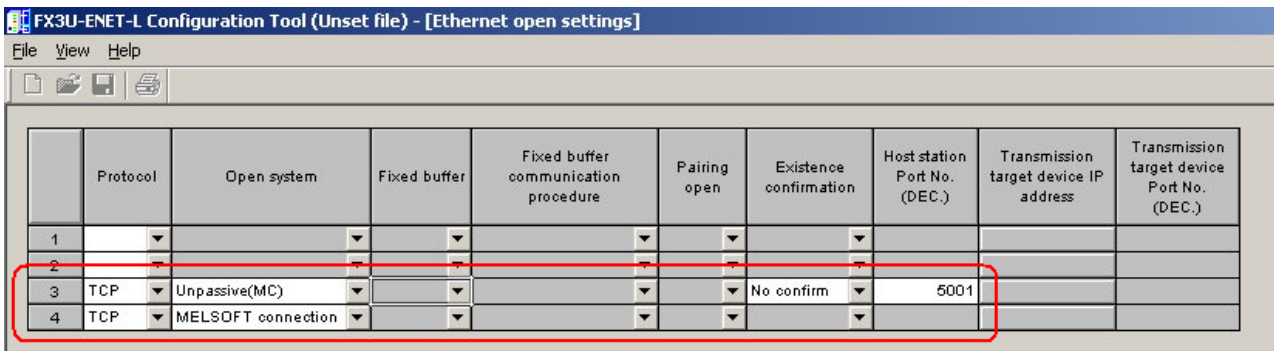 FX3U-ENET-L Configuration Tool (Unset file) - [Ethernet open settings]
File View Help
Protocol Open system Fixed buffer Fixed buffer communication procedure Pairing open Existence confirmation Host station Port No. (DEC.) Transmission target device IP address Transmission target device Port No. (DEC.)
1
2
3 TCP Unpassive(MC) No confirm 5001
4 TCP MELSOFT connection